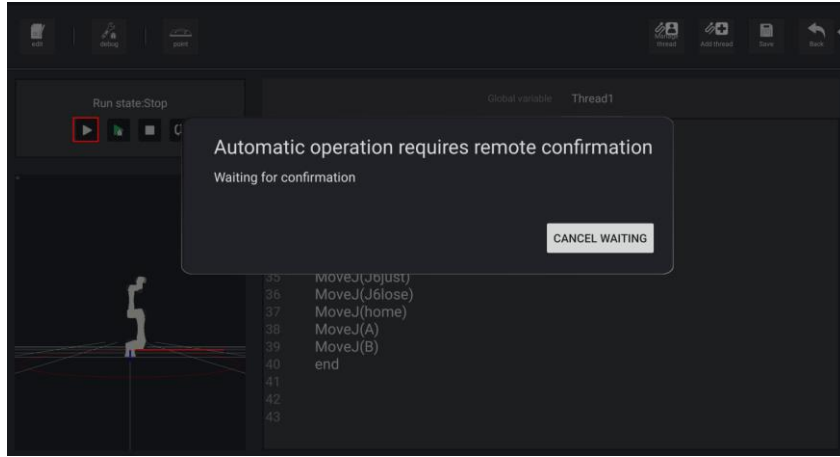 edit
debug
point
Manage thread
Add thread
Save
Back
Run state:Stop
Global variable
Thread1
Automatic operation requires remote confirmation
Waiting for confirmation
CANCEL WAITING
35 MoveJ(J6just)
36 MoveJ(J6lose)
37 MoveJ(home)
38 MoveJ(A)
39 MoveJ(B)
40 end
41
42
43